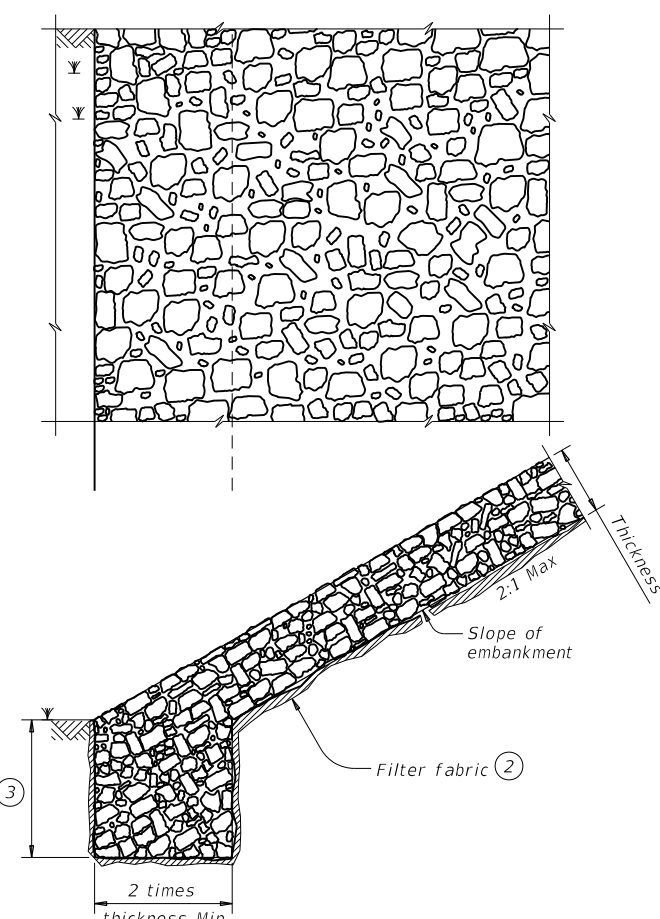 Thickness
2:1 Max
Slope of
embankment
Filter fabric 2
3
2 times
thickness Min